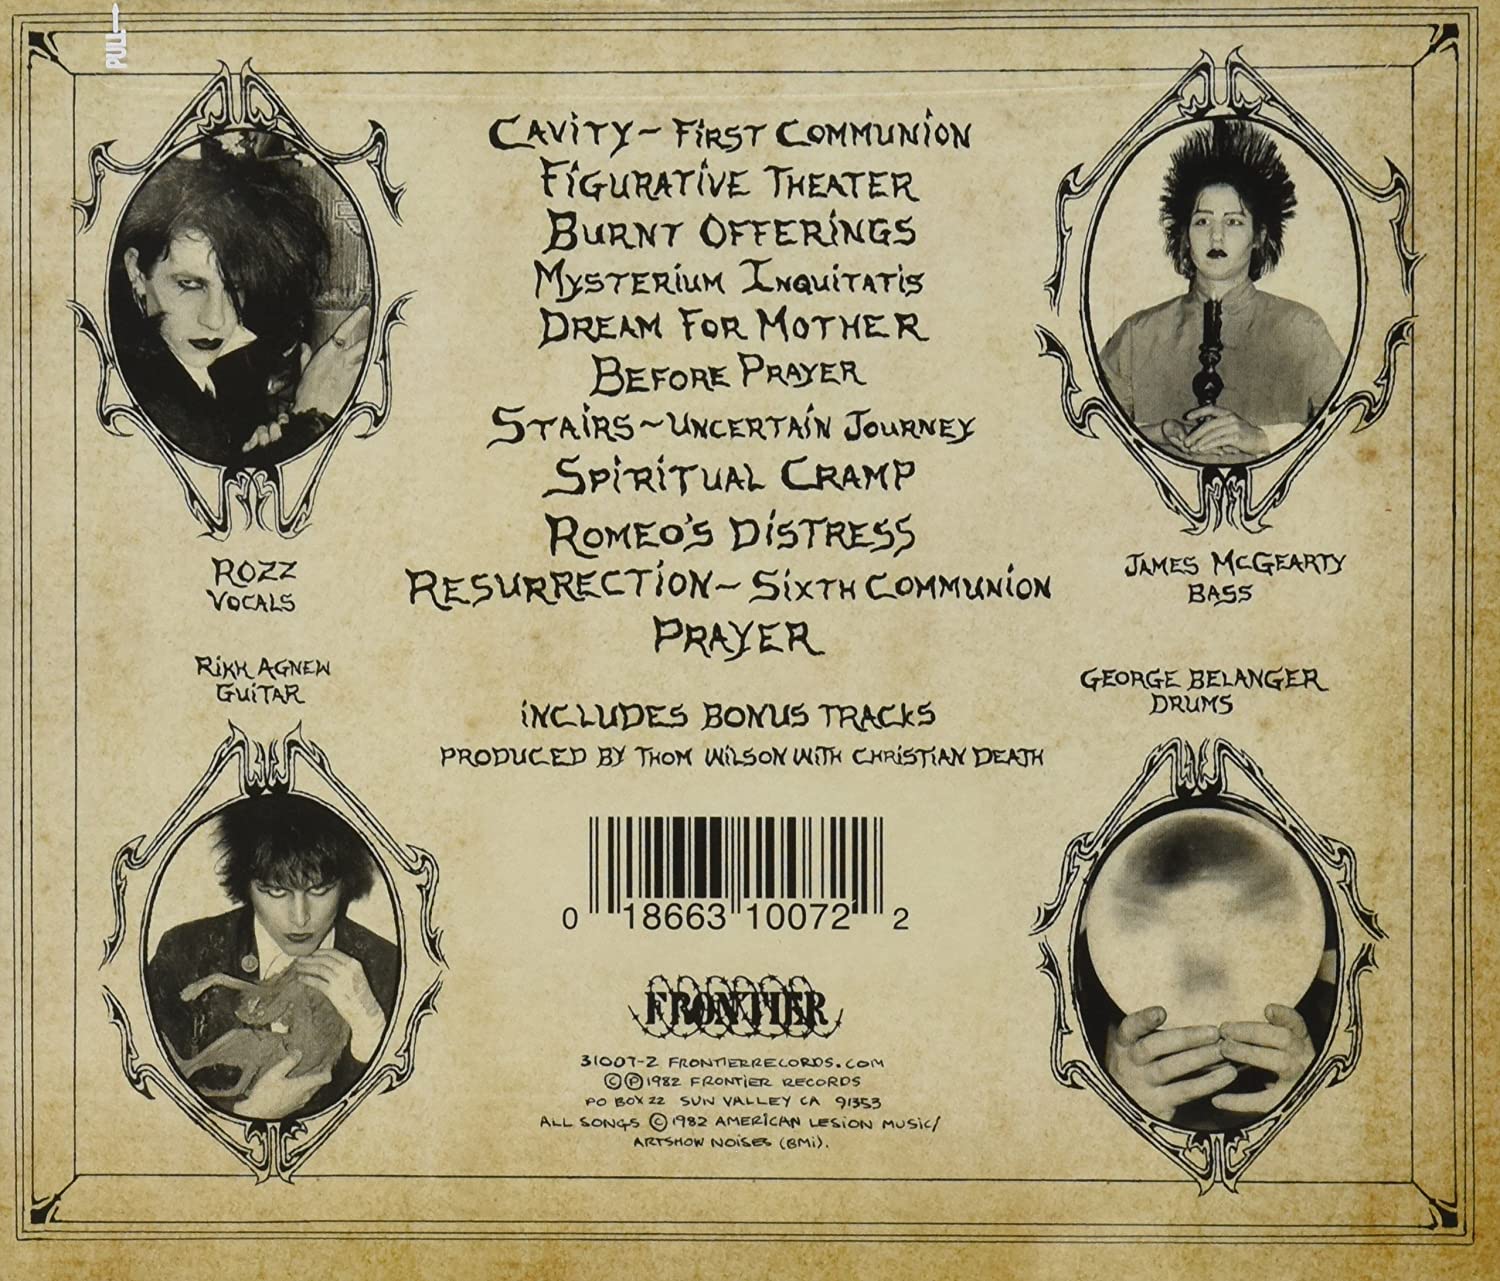 PULL
CAVITY~FIRST COMMUNION
FIGURATIVE THEATER
BURNT OFFERINGS
MYSTERIUM INQUITATIS
DREAM FOR MOTHER
BEFORE PRAYER
STAIRS~UNCERTAIN JOURNEY
SPIRITUAL CRAMP
ROMEO'S DISTRESS
RESURRECTION~SIXTH COMMUNION
PRAYER
ROZZ
VOCALS
JAMES MCGEARTY
BASS
RIKK AGNEW
GUITAR
GEORGE BELANGER
DRUMS
INCLUDES BONUS TRACKS
PRODUCED BY THOM WILSON WITH CHRISTIAN DEATH
0 18663 10072 2
FRONTIER
31007-2 FRONTIERRECORDS.COM
©℗1982 FRONTIER RECORDS
PO BOX 22 SUN VALLEY CA 91353
ALL SONGS ©1982 AMERICAN LESION MUSIC/
ARTSHOW NOISES (BMI).